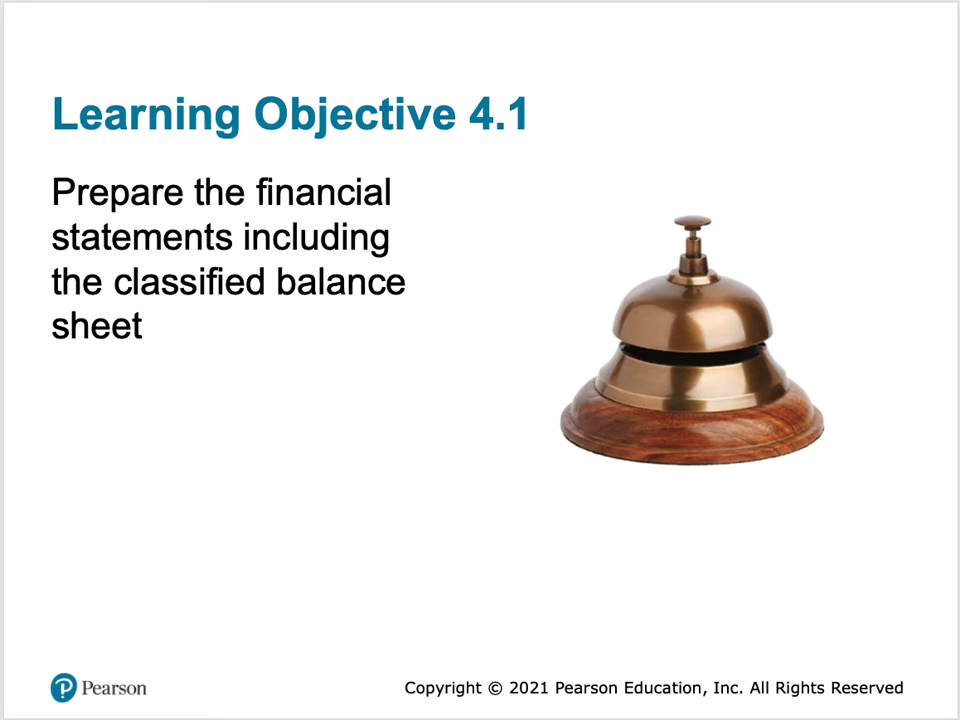 Learning Objective 4.1
Prepare the financial
statements including
the classified balance
sheet
Pearson
Copyright © 2021 Pearson Education, Inc. All Rights Reserved